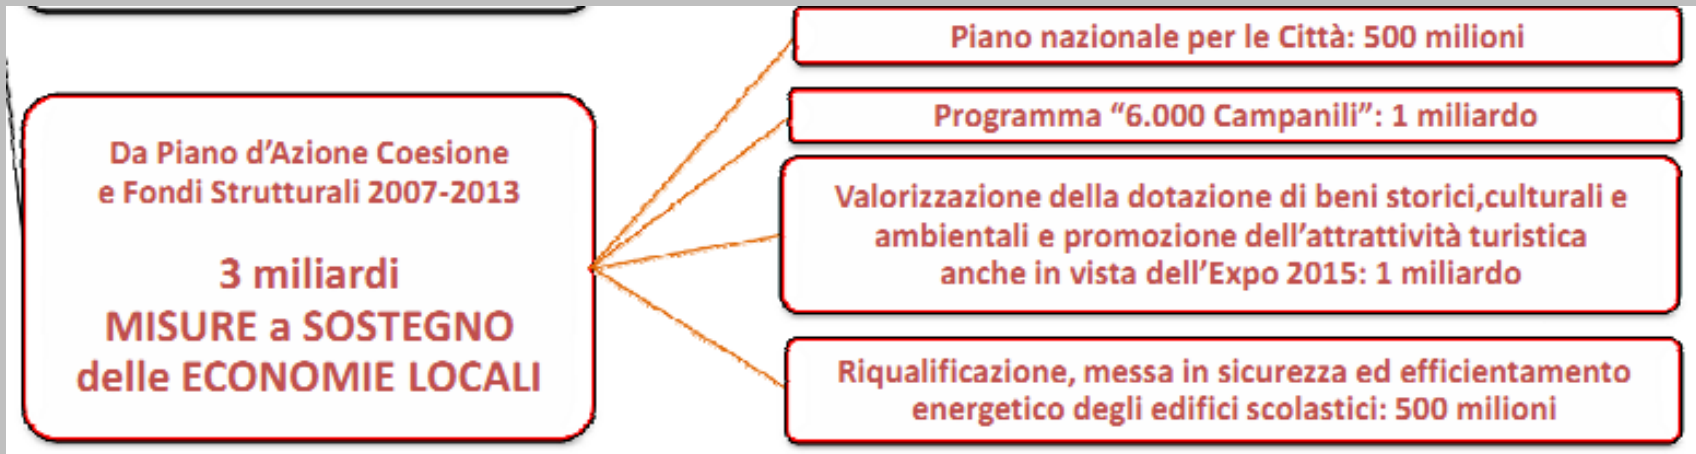 Da Piano d’Azione Coesione
e Fondi Strutturali 2007-2013
3 miliardi
MISURE a SOSTEGNO
delle ECONOMIE LOCALI
Piano nazionale per le Città: 500 milioni
Programma “6.000 Campanili”: 1 miliardo
Valorizzazione della dotazione di beni storici,culturali e
ambientali e promozione dell’attrattività turistica
anche in vista dell’Expo 2015: 1 miliardo
Riqualificazione, messa in sicurezza ed efficientamento
energetico degli edifici scolastici: 500 milioni